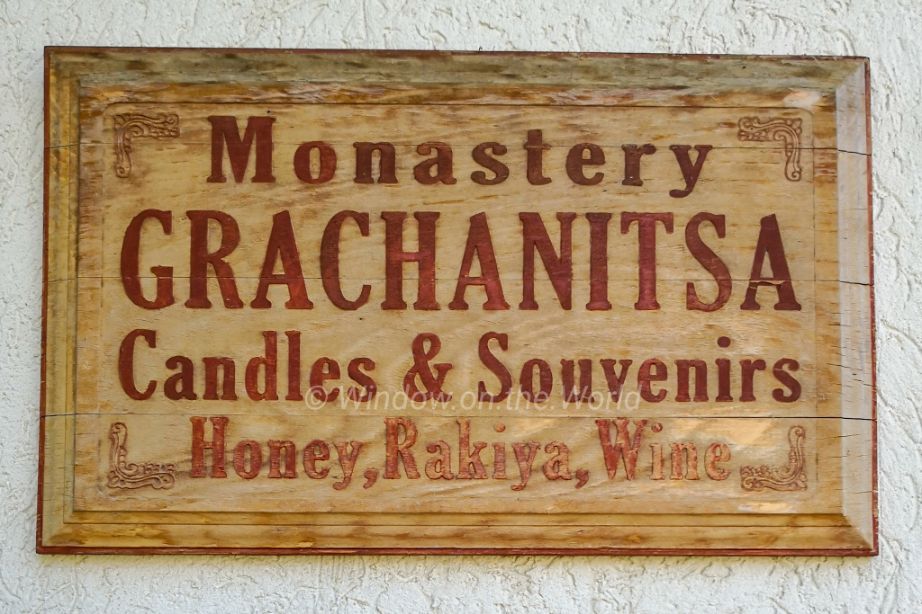 Monastery
GRACHANITSA
Candles & Souvenirs
© Window.on.the.World
Honey, Rakiya, Wine